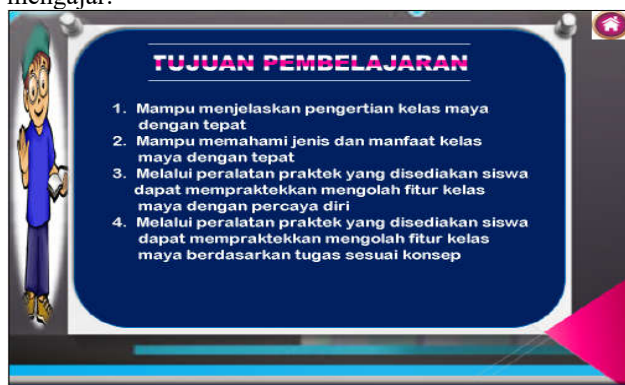 mengajar.
TUJUAN PEMBELAJARAN
1. Mampu menjelaskan pengertian kelas maya
dengan tepat
2. Mampu memahami jenis dan manfaat kelas
maya dengan tepat
3. Melalui peralatan praktek yang disediakan siswa
dapat mempraktekkan mengolah fitur kelas
maya dengan percaya diri
4. Melalui peralatan praktek yang disediakan siswa
dapat mempraktekkan mengolah fitur kelas
maya berdasarkan tugas sesuai konsep